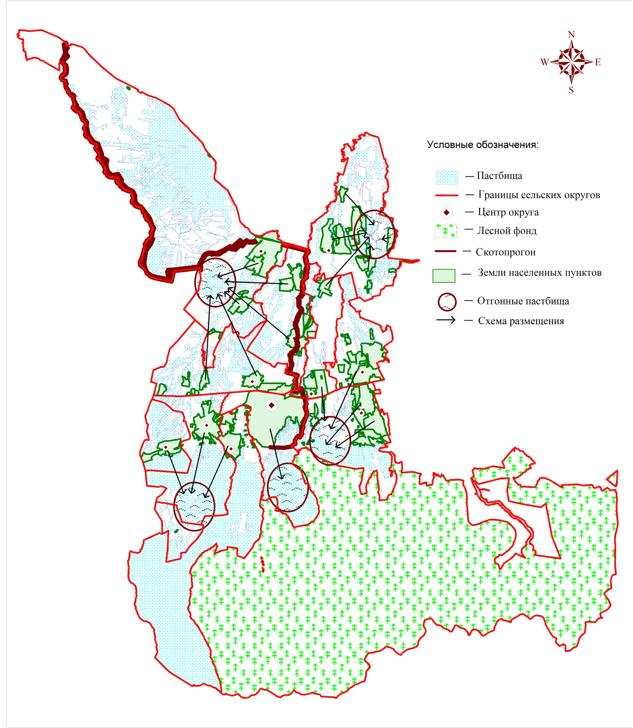 N
W E
S
Условные обозначения:
— Пастбища
— Границы сельских округов
— Центр округа
— Лесной фонд
— Скотопрогон
— Земли населенных пунктов
— Отгонные пастбища
— Схема размещения